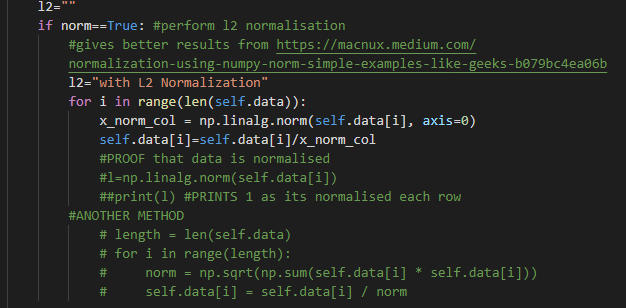 l2=""
if norm==True: #perform l2 normalisation
#gives better results from https://macnux.medium.com/
normalization-using-numpy-norm-simple-examples-like-geeks-b079bc4ea06b
l2="with L2 Normalization"
for i in range(len(self.data)):
x_norm_col = np.linalg.norm(self.data[i], axis=0)
self.data[i]=self.data[i]/x_norm_col
#PROOF that data is normalised
#l=np.linalg.norm(self.data[i])
##print(l) #PRINTS 1 as its normalised each row
#ANOTHER METHOD
# length = len(self.data)
# for i in range(length):
#     norm = np.sqrt(np.sum(self.data[i] * self.data[i]))
#     self.data[i] = self.data[i] / norm